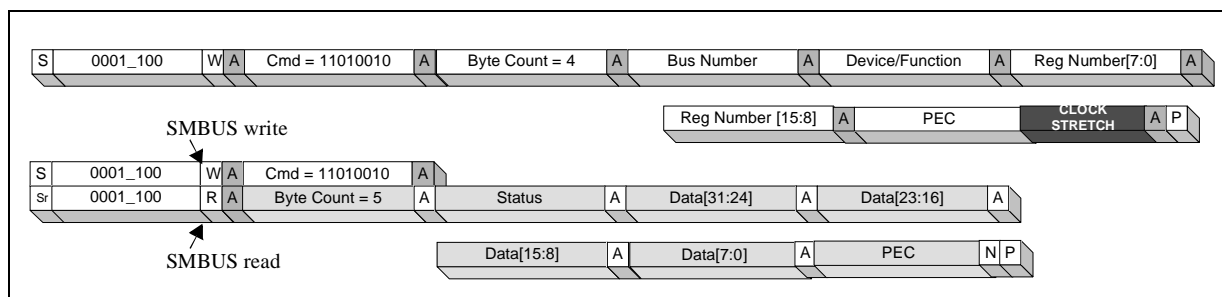 S 0001_100 W A Cmd = 11010010 A Byte Count = 4 A Bus Number A Device/Function A Reg Number[7:0] A
Reg Number [15:8] A PEC CLOCK STRETCH A P
SMBUS write
S 0001_100 W A Cmd = 11010010 A
Sr 0001_100 R A Byte Count = 5 A Status A Data[31:24] A Data[23:16] A
SMBUS read
Data[15:8] A Data[7:0] A PEC N P